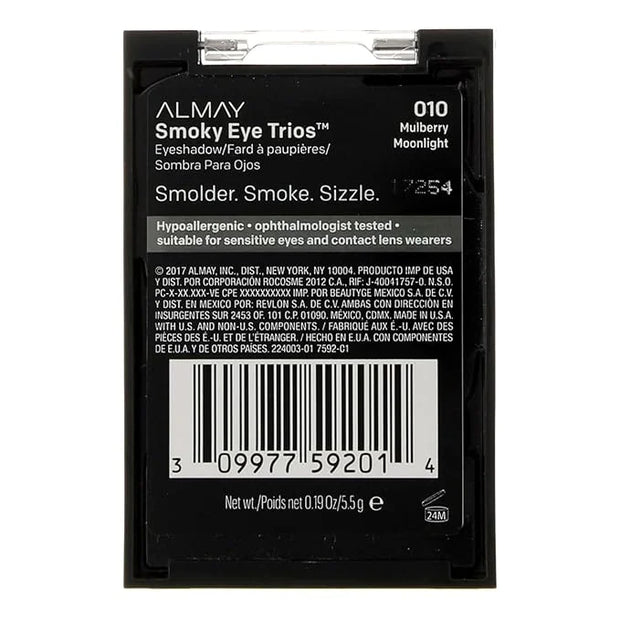 ALMAY
Smoky Eye Trios™
Eyeshadow/Fard à paupières/
Sombra Para Ojos
010
Mulberry
Moonlight
Smolder. Smoke. Sizzle.
17254
Hypoallergenic • ophthalmologist tested •
suitable for sensitive eyes and contact lens wearers
© 2017 ALMAY, INC., DIST., NEW YORK, NY 10004. PRODUCTO IMP DE USA
Y DIST. POR CORPORACIÓN ROCOSME 2012 C.A., RIF: J-40041757-0. N.S.O.
PC-X-XX.XXX-VE CPE XXXXXXXXXX IMP. POR BEAUTYGE MEXICO S.A. DE C.V.
Y DIST. EN MEXICO POR: REVLON S.A. DE C.V. AMBAS CON DIRECCIÓN EN
INSURGENTES SUR 2453 OF. 101 C.P. 01090. MÉXICO, CDMX. MADE IN U.S.A.
WITH U.S. AND NON-U.S. COMPONENTS. / FABRIQUÉ AUX É.-U. AVEC DES
PIÈCES DES É.-U. ET DE L'ÉTRANGER. / HECHO EN E.U.A. CON COMPONENTES
DE E.U.A. Y DE OTROS PAÍSES. 224003-01 7592-C1
3 09977 59201 4
Net wt./Poids net 0.19 Oz/5.5 g e
24M